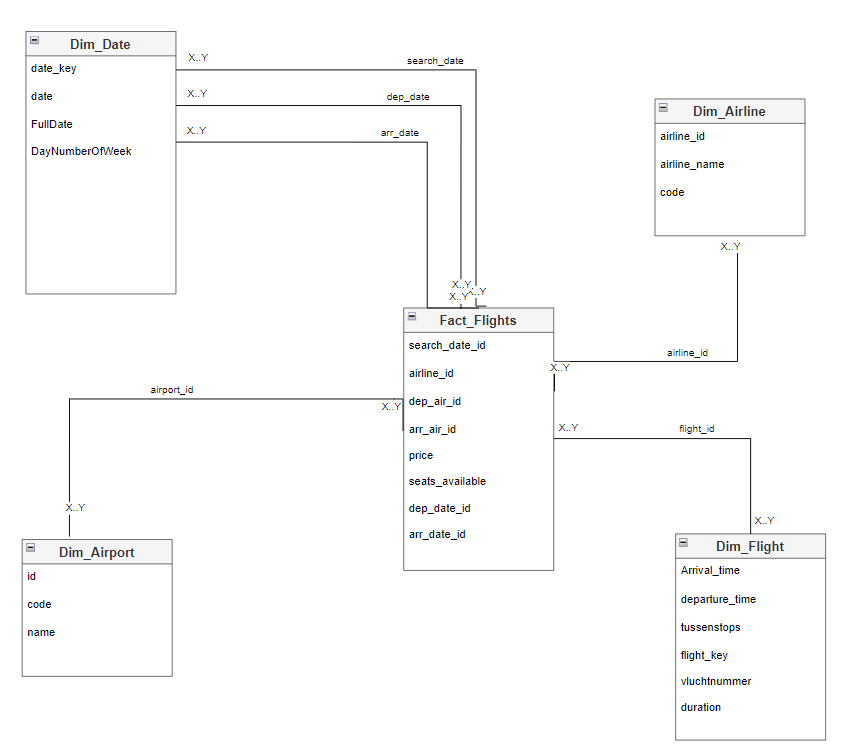 Dim_Date
date_key
date
FullDate
DayNumberOfWeek
X..Y
search_date
X..Y
dep_date
X..Y
arr_date
X..Y
X..Y
X..Y
Dim_Airline
airline_id
airline_name
code
X..Y
airline_id
X..Y
Fact_Flights
search_date_id
airline_id
dep_air_id
arr_air_id
price
seats_available
dep_date_id
arr_date_id
airport_id
X..Y
X..Y
Dim_Airport
id
code
name
X..Y
flight_id
X..Y
Dim_Flight
Arrival_time
departure_time
tussenstops
flight_key
vluchtnummer
duration